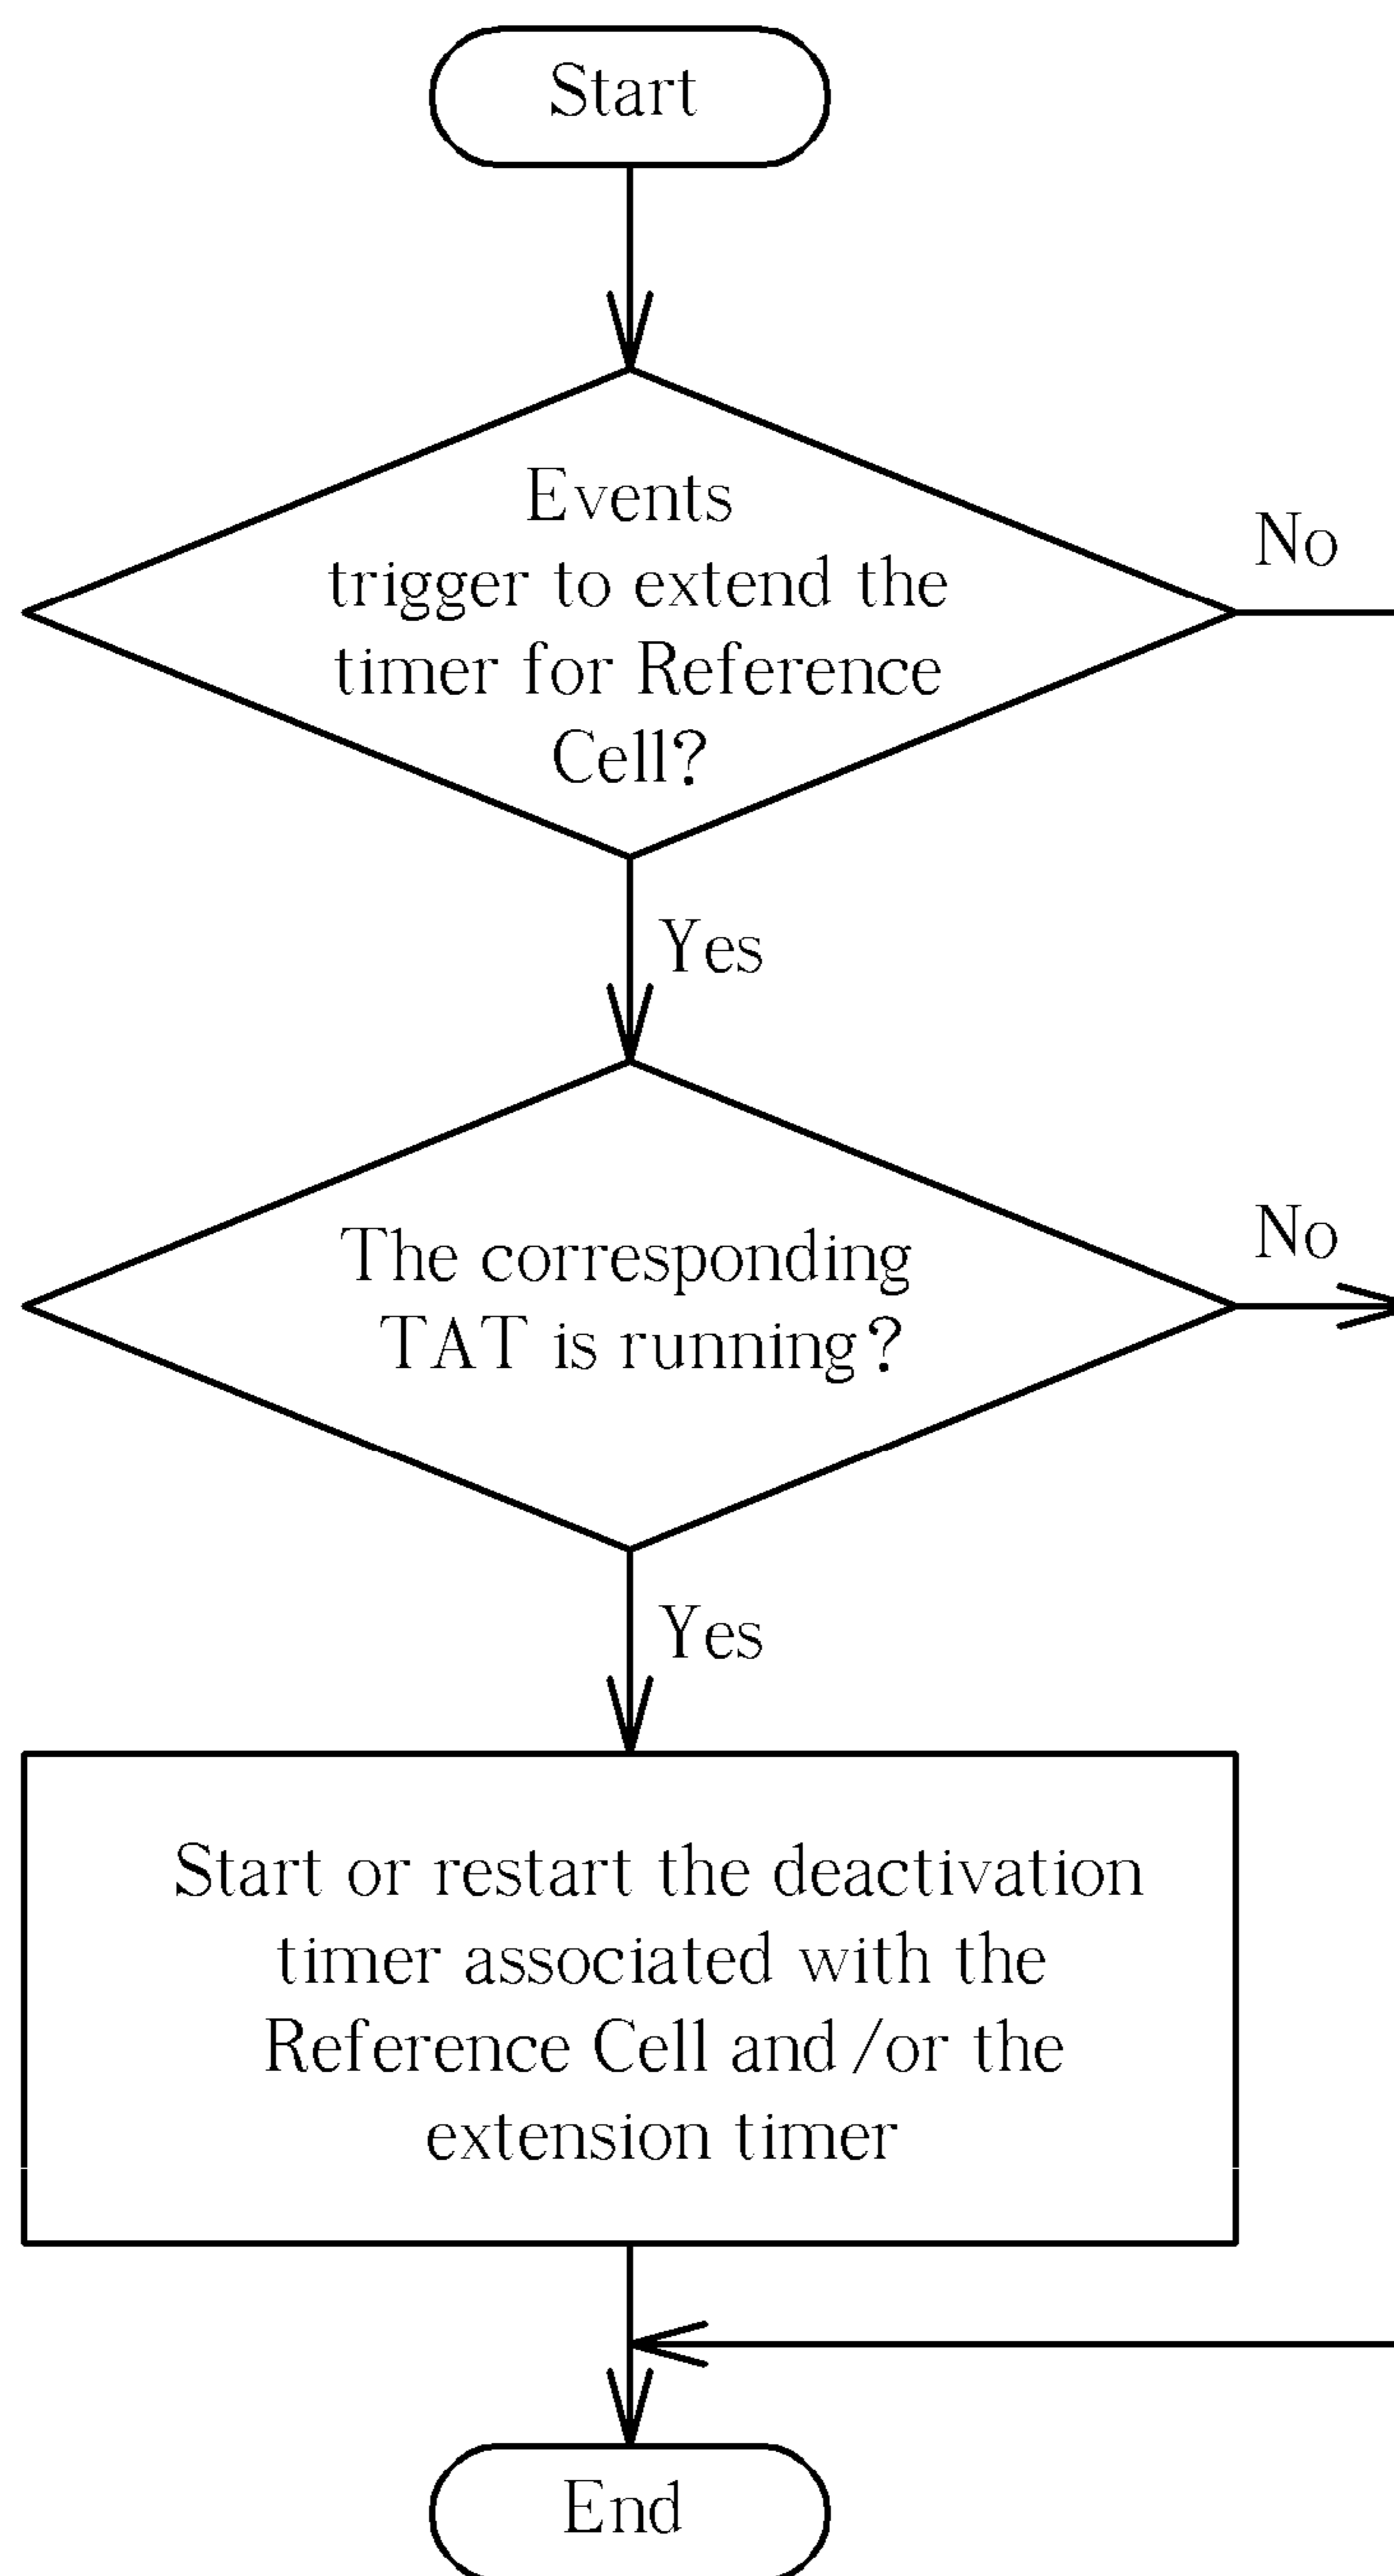 Start
Events
trigger to extend the
timer for Reference
Cell?
No
Yes
The corresponding
TAT is running?
No
Yes
Start or restart the deactivation
timer associated with the
Reference Cell and/or the
extension timer
End